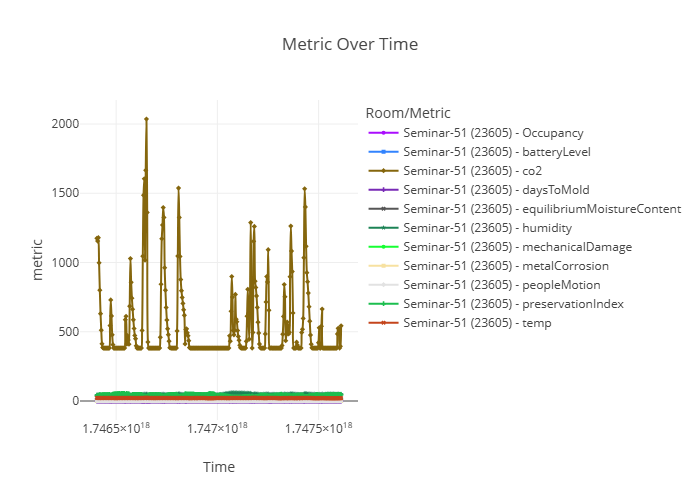 Metric Over Time
Room/Metric
Seminar-51 (23605) - Occupancy
Seminar-51 (23605) - batteryLevel
Seminar-51 (23605) - co2
Seminar-51 (23605) - daysToMold
Seminar-51 (23605) - equilibriumMoistureContent
Seminar-51 (23605) - humidity
Seminar-51 (23605) - mechanicalDamage
Seminar-51 (23605) - metalCorrosion
Seminar-51 (23605) - peopleMotion
Seminar-51 (23605) - preservationIndex
Seminar-51 (23605) - temp
metric
2000
1500
1000
500
0
1.7465×10¹⁸ 1.747×10¹⁸ 1.7475×10¹⁸
Time